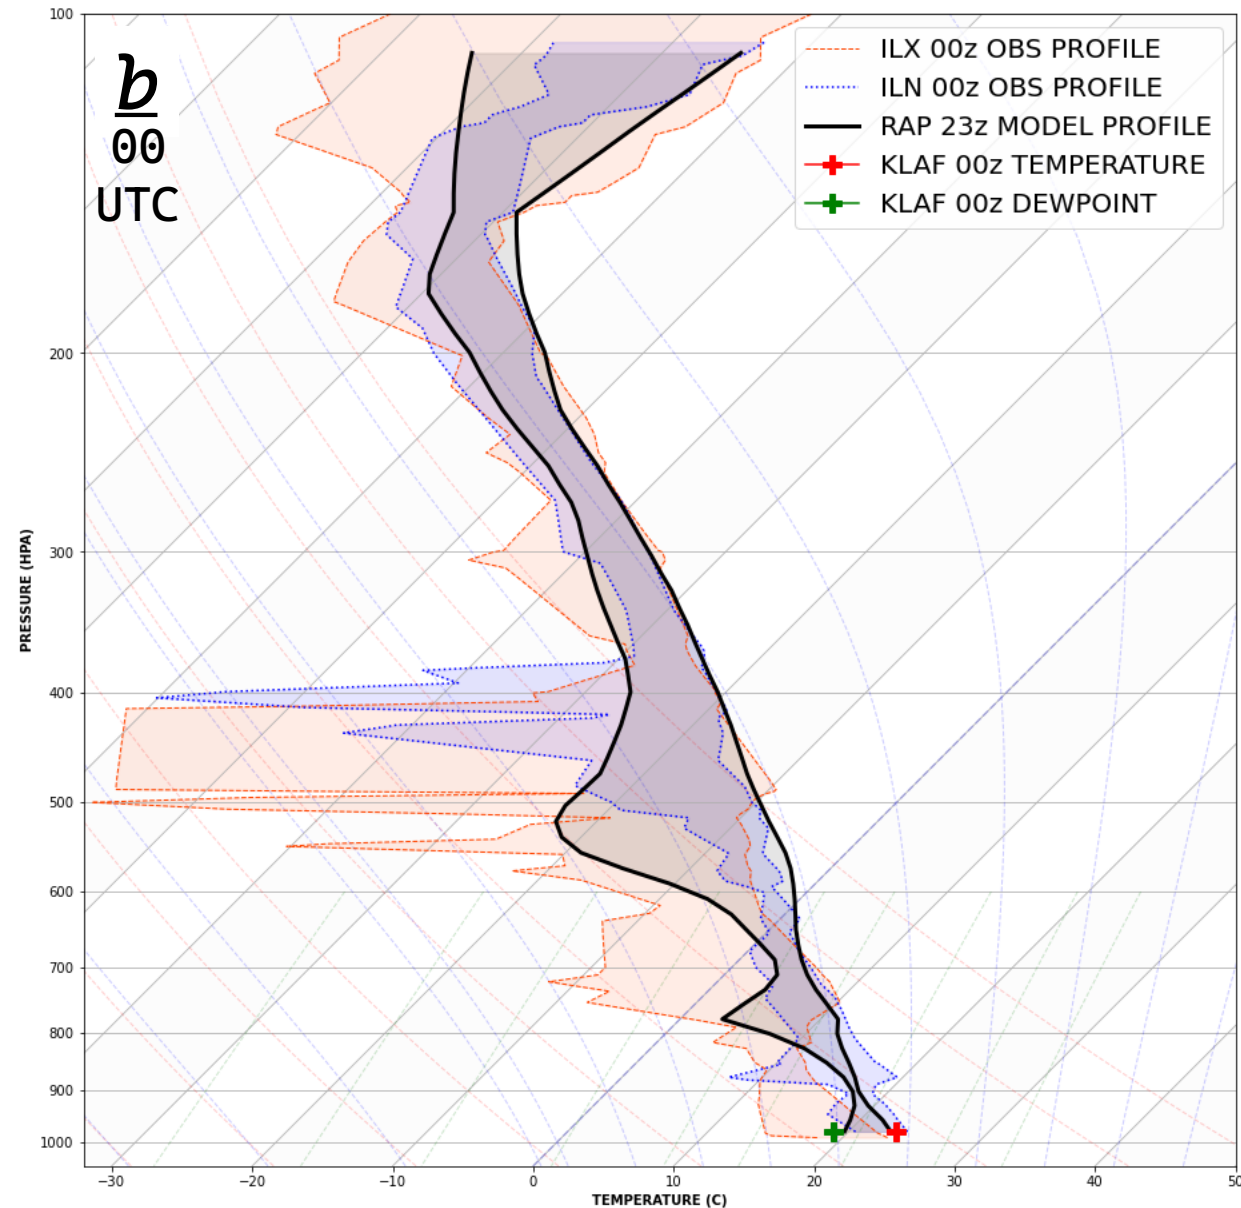 b
00
UTC
ILX 00z OBS PROFILE
ILN 00z OBS PROFILE
RAP 23z MODEL PROFILE
KLAF 00z TEMPERATURE
KLAF 00z DEWPOINT
PRESSURE (HPA)
100
200
300
400
500
600
700
800
900
1000
−30
−20
−10
0
10
20
30
40
50
TEMPERATURE (C)